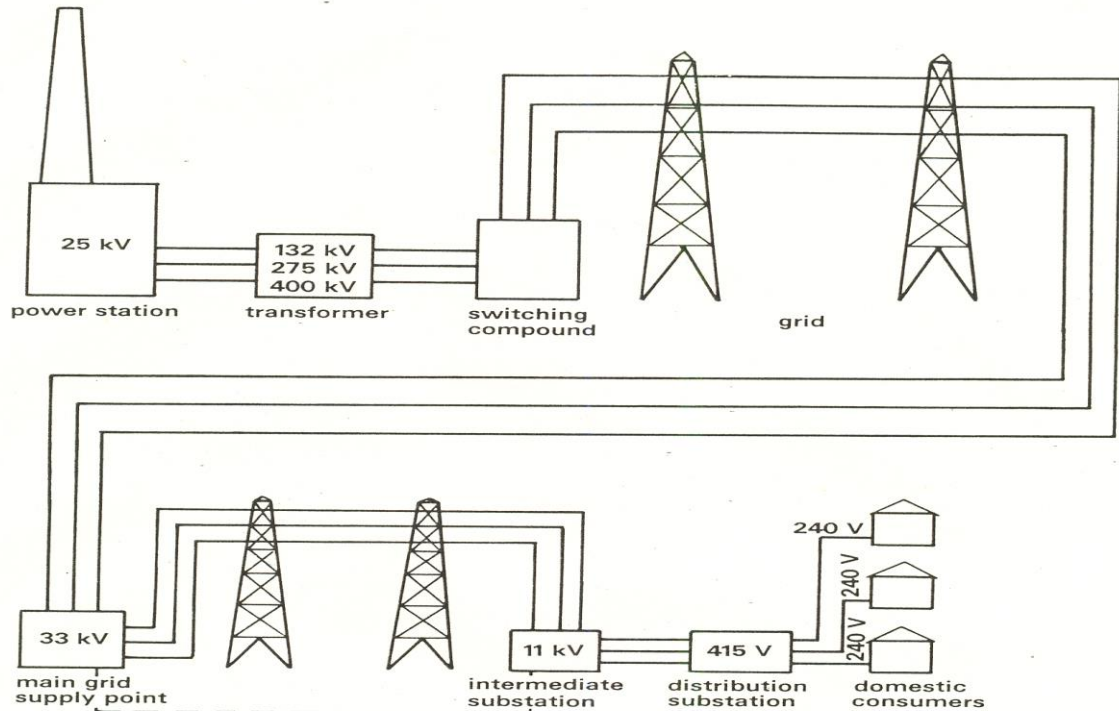 25 kV
132 kV
275 kV
400 kV
power station
transformer
switching
compound
grid
240 V
240 V
240 V
33 kV
11 kV
415 V
main grid
supply point
intermediate
substation
distribution
substation
domestic
consumers